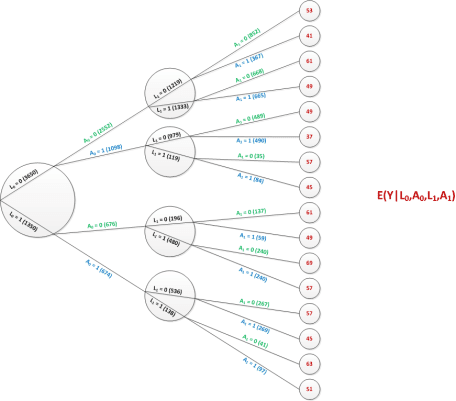 53
A₁ = 0 (852)
41
A₁ = 1 (367)
61
A₁ = 0 (668)
L₁ = 0 (1219)
49
A₁ = 1 (665)
L₁ = 1 (1333)
A₀ = 0 (2552)
49
A₁ = 0 (489)
37
A₁ = 1 (490)
L₁ = 0 (979)
A₀ = 1 (1098)
57
A₁ = 0 (35)
L₁ = 1 (119)
45
A₁ = 1 (84)
L₀ = 0 (3650)
E(Y|L₀,A₀,L₁,A₁)
L₀ = 1 (1350)
61
A₁ = 0 (137)
49
A₁ = 1 (59)
L₁ = 0 (196)
A₀ = 0 (676)
69
A₁ = 0 (240)
L₁ = 1 (480)
57
A₁ = 1 (240)
A₀ = 1 (674)
57
A₁ = 0 (267)
45
A₁ = 1 (269)
L₁ = 0 (536)
63
A₁ = 0 (41)
L₁ = 1 (138)
51
A₁ = 1 (97)